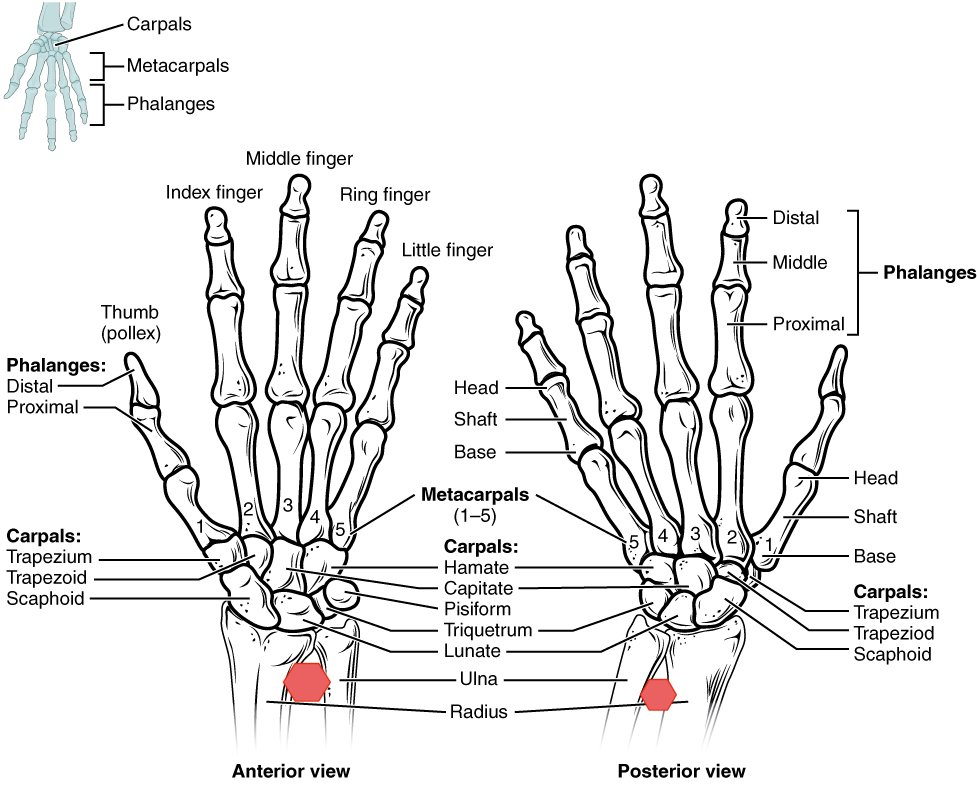 Carpals
Metacarpals
Phalanges
Middle finger
Index finger
Ring finger
Little finger
Thumb
(pollex)
Phalanges:
Distal
Proximal
Distal
Middle
Proximal
Phalanges
Head
Shaft
Base
Head
Shaft
Base
Metacarpals
(1–5)
1
2
3
4
5
5
4
3
2
1
Carpals:
Trapezium
Trapezoid
Scaphoid
Carpals:
Hamate
Capitate
Pisiform
Triquetrum
Lunate
Carpals:
Trapezium
Trapeziod
Scaphoid
Ulna
Radius
Anterior view
Posterior view